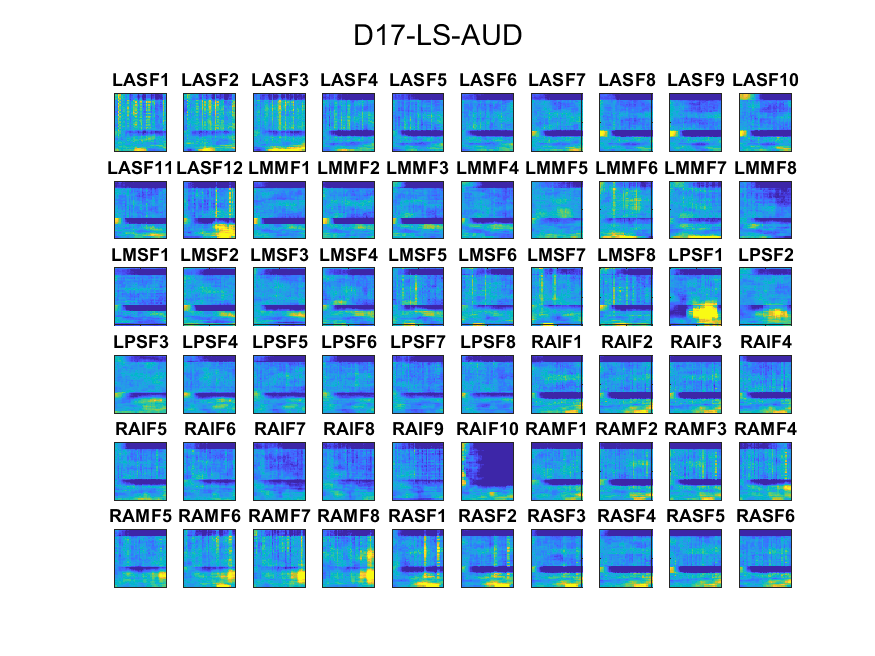 D17-LS-AUD
LASF1 LASF2 LASF3 LASF4 LASF5 LASF6 LASF7 LASF8 LASF9 LASF10
LASF11 LASF12 LMMF1 LMMF2 LMMF3 LMMF4 LMMF5 LMMF6 LMMF7 LMMF8
LMSF1 LMSF2 LMSF3 LMSF4 LMSF5 LMSF6 LMSF7 LMSF8 LPSF1 LPSF2
LPSF3 LPSF4 LPSF5 LPSF6 LPSF7 LPSF8 RAIF1 RAIF2 RAIF3 RAIF4
RAIF5 RAIF6 RAIF7 RAIF8 RAIF9 RAIF10 RAMF1 RAMF2 RAMF3 RAMF4
RAMF5 RAMF6 RAMF7 RAMF8 RASF1 RASF2 RASF3 RASF4 RASF5 RASF6